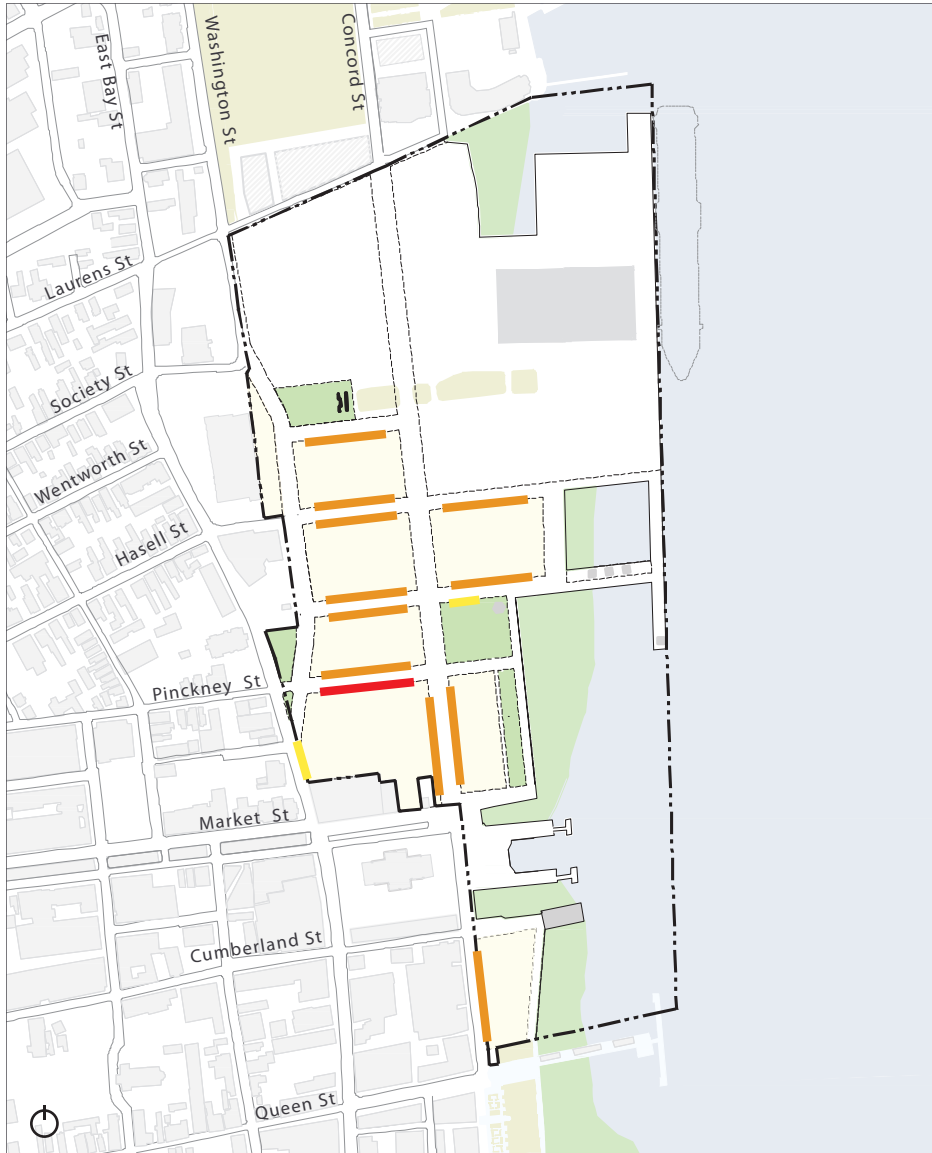 East Bay St
Washington St
Concord St
Laurens St
Society St
Wentworth St
Hasell St
Pinckney St
Market St
Cumberland St
Queen St